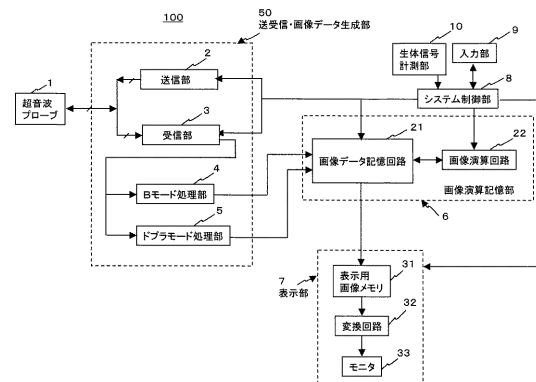 100
50
送受信・画像データ生成部
10
生体信号
計測部
9
入力部
1
超音波
プローブ
2
送信部
3
受信部
8
システム制御部
21
画像データ記憶回路
22
画像演算回路
画像演算記憶部
6
4
Bモード処理部
5
ドプラモード処理部
7
表示部
31
表示用
画像メモリ
32
変換回路
モニタ
33